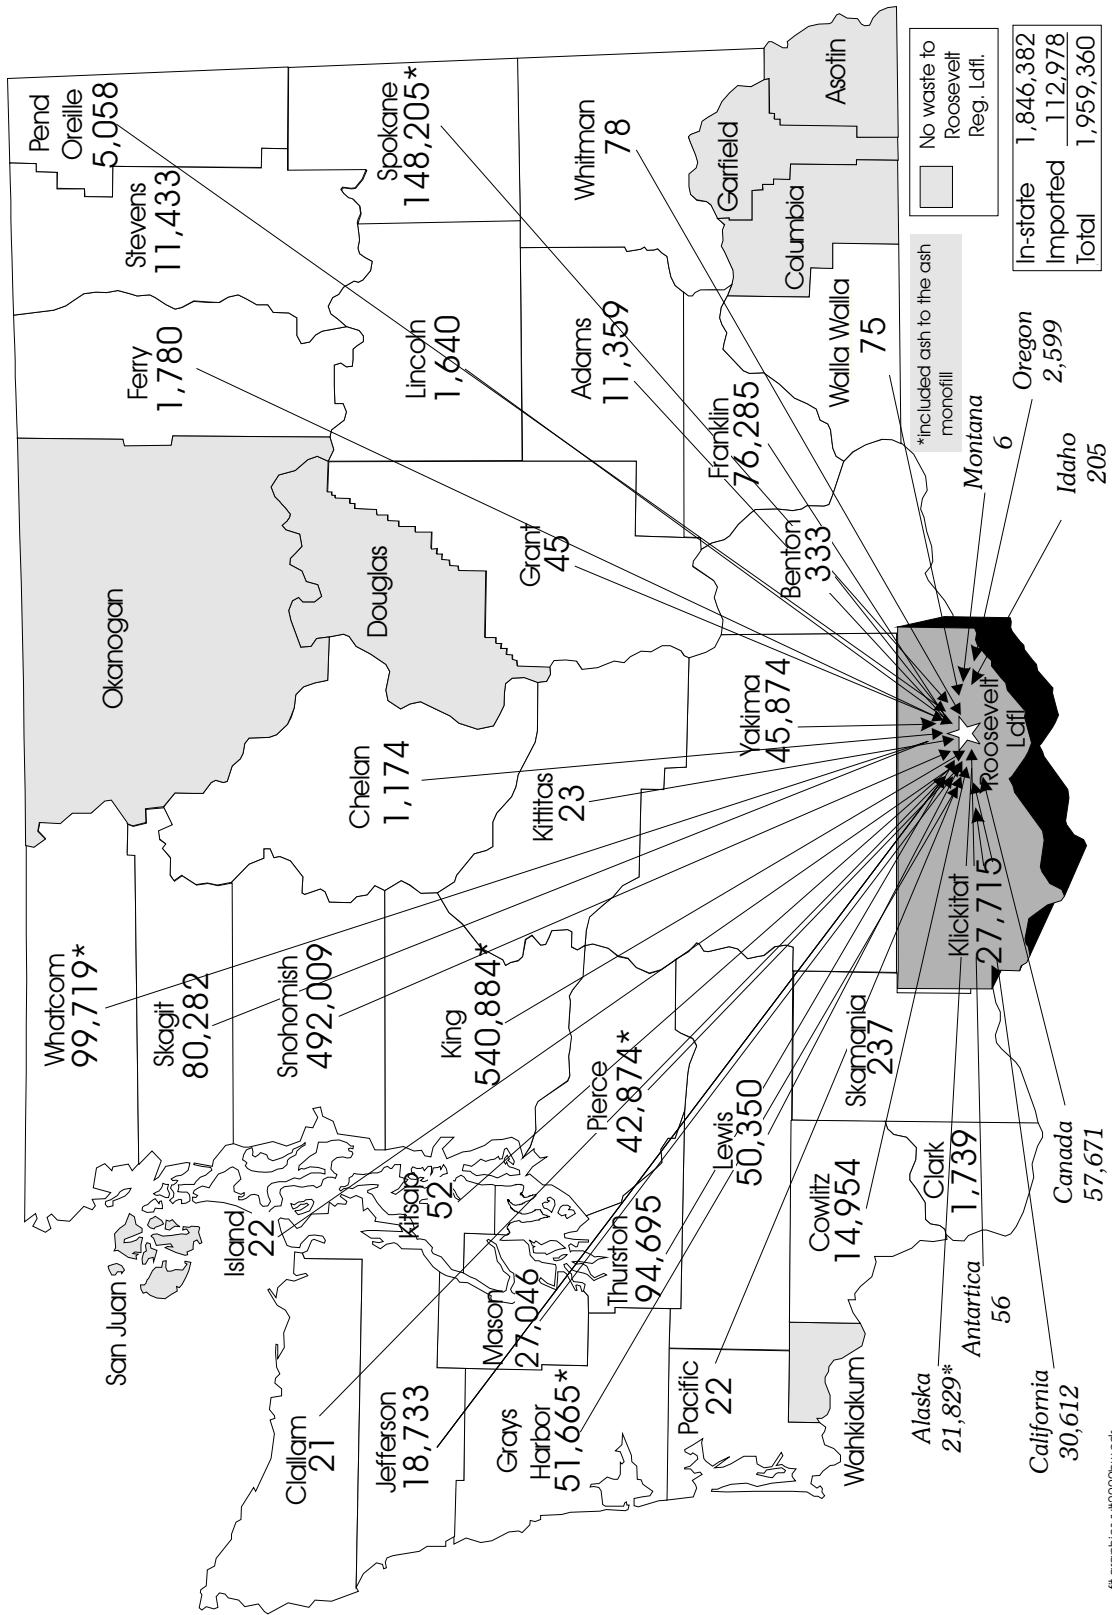 Whatcom
99,719*
Skagit
80,282
Snohomish
492,009
King
540,884*
Pierce
42,874*
San Juan
Island
22
Kitsap
52
Clallam
21
Jefferson
18,733
Mason
27,046
Grays
Harbor
51,665*
Thurston
94,695
Lewis
50,350
Pacific
22
Wahkiakum
Cowlitz
14,954
Clark
1,739
Skamania
237
Klickitat
27,715
Roosevelt
Ldfl
Okanogan
Douglas
Chelan
1,174
Kittitas
23
Yakima
45,874
Grant
45
Benton
333
Ferry
1,780
Stevens
11,433
Pend
Oreille
5,058
Lincoln
1,640
Spokane
148,205*
Adams
11,359
Whitman
78
Franklin
76,285
Walla Walla
75
Columbia
Garfield
Asotin
Alaska
21,829*
Antartica
56
California
30,612
Canada
57,671
Montana
6
Oregon
2,599
Idaho
205
*included ash to the ash
monofill
No waste to
Roosevelt
Reg. Ldfl.
In-state 1,846,382
Imported 112,978
Total 1,959,360